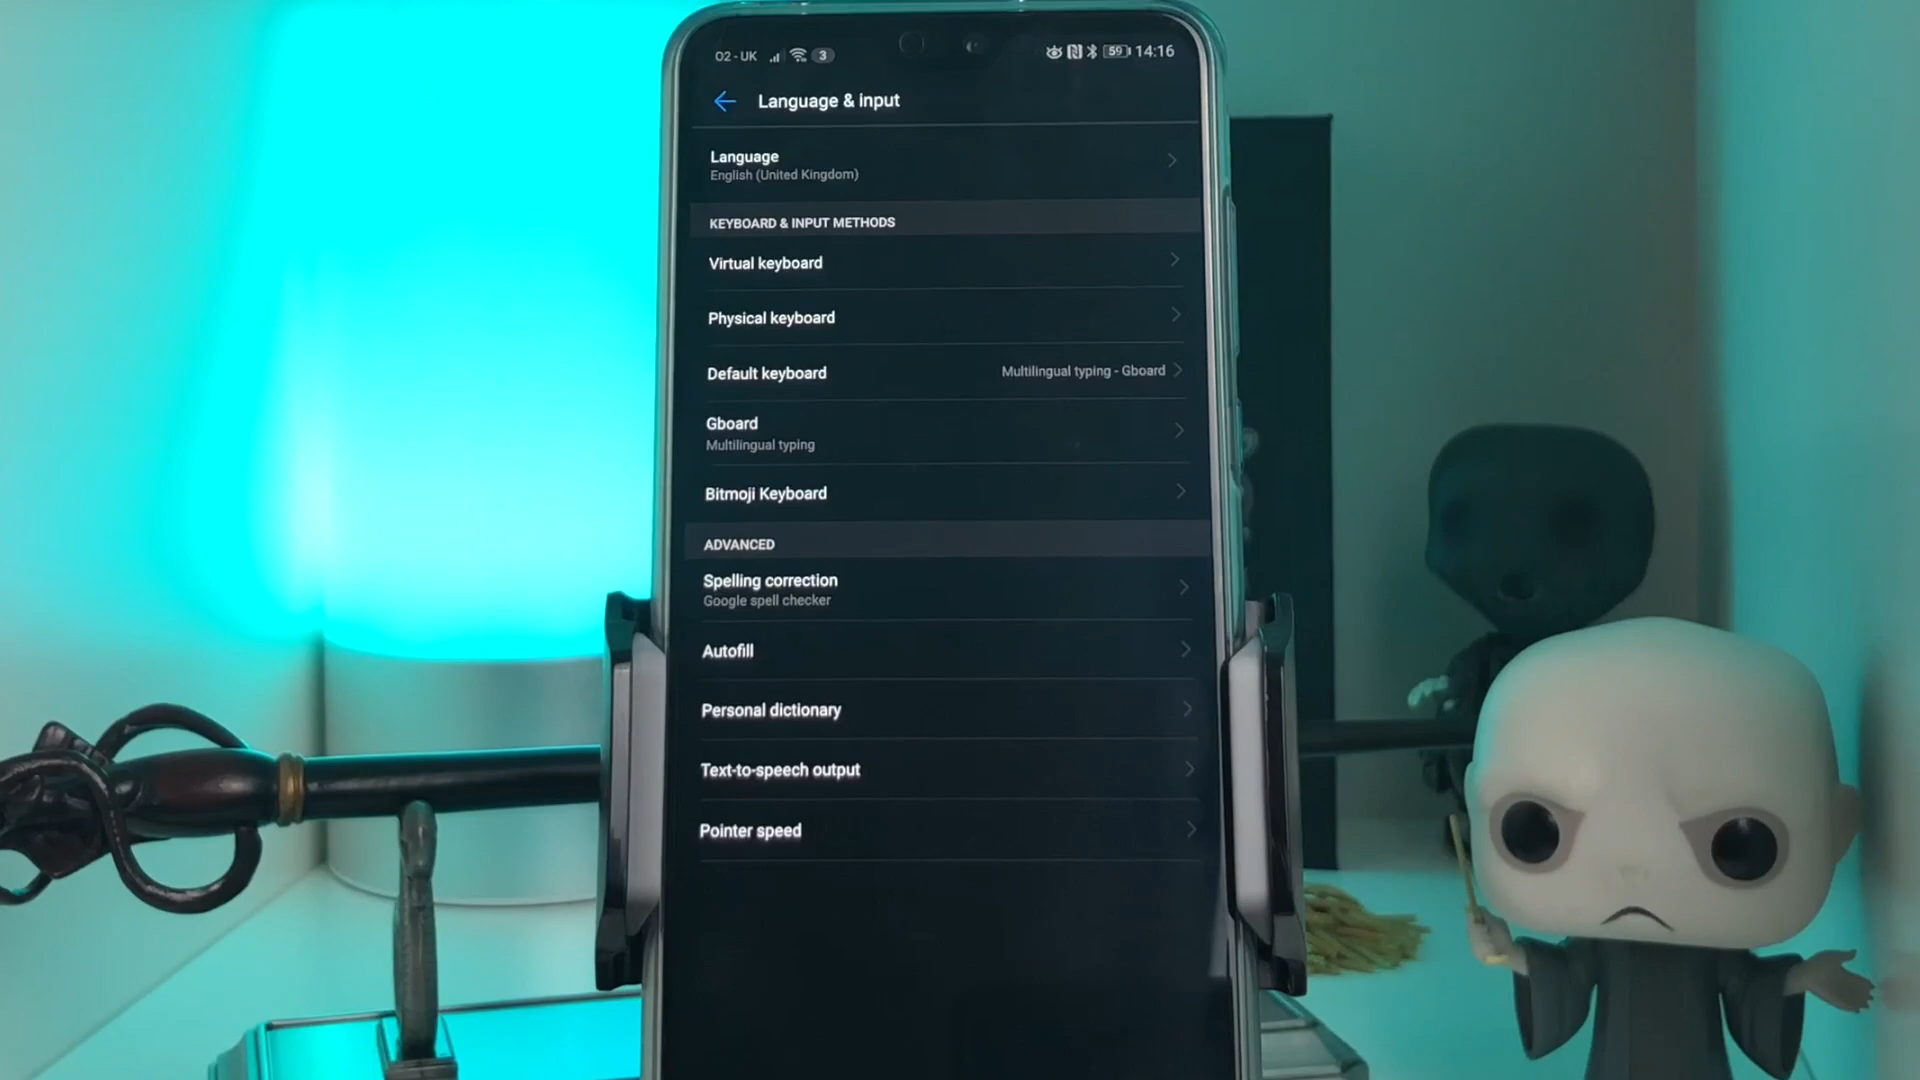 O2 - UK 3 59 14:16
Language & input
Language
English (United Kingdom)
KEYBOARD & INPUT METHODS
Virtual keyboard
Physical keyboard
Default keyboard Multilingual typing - Gboard
Gboard
Multilingual typing
Bitmoji Keyboard
ADVANCED
Spelling correction
Google spell checker
Autofill
Personal dictionary
Text-to-speech output
Pointer speed